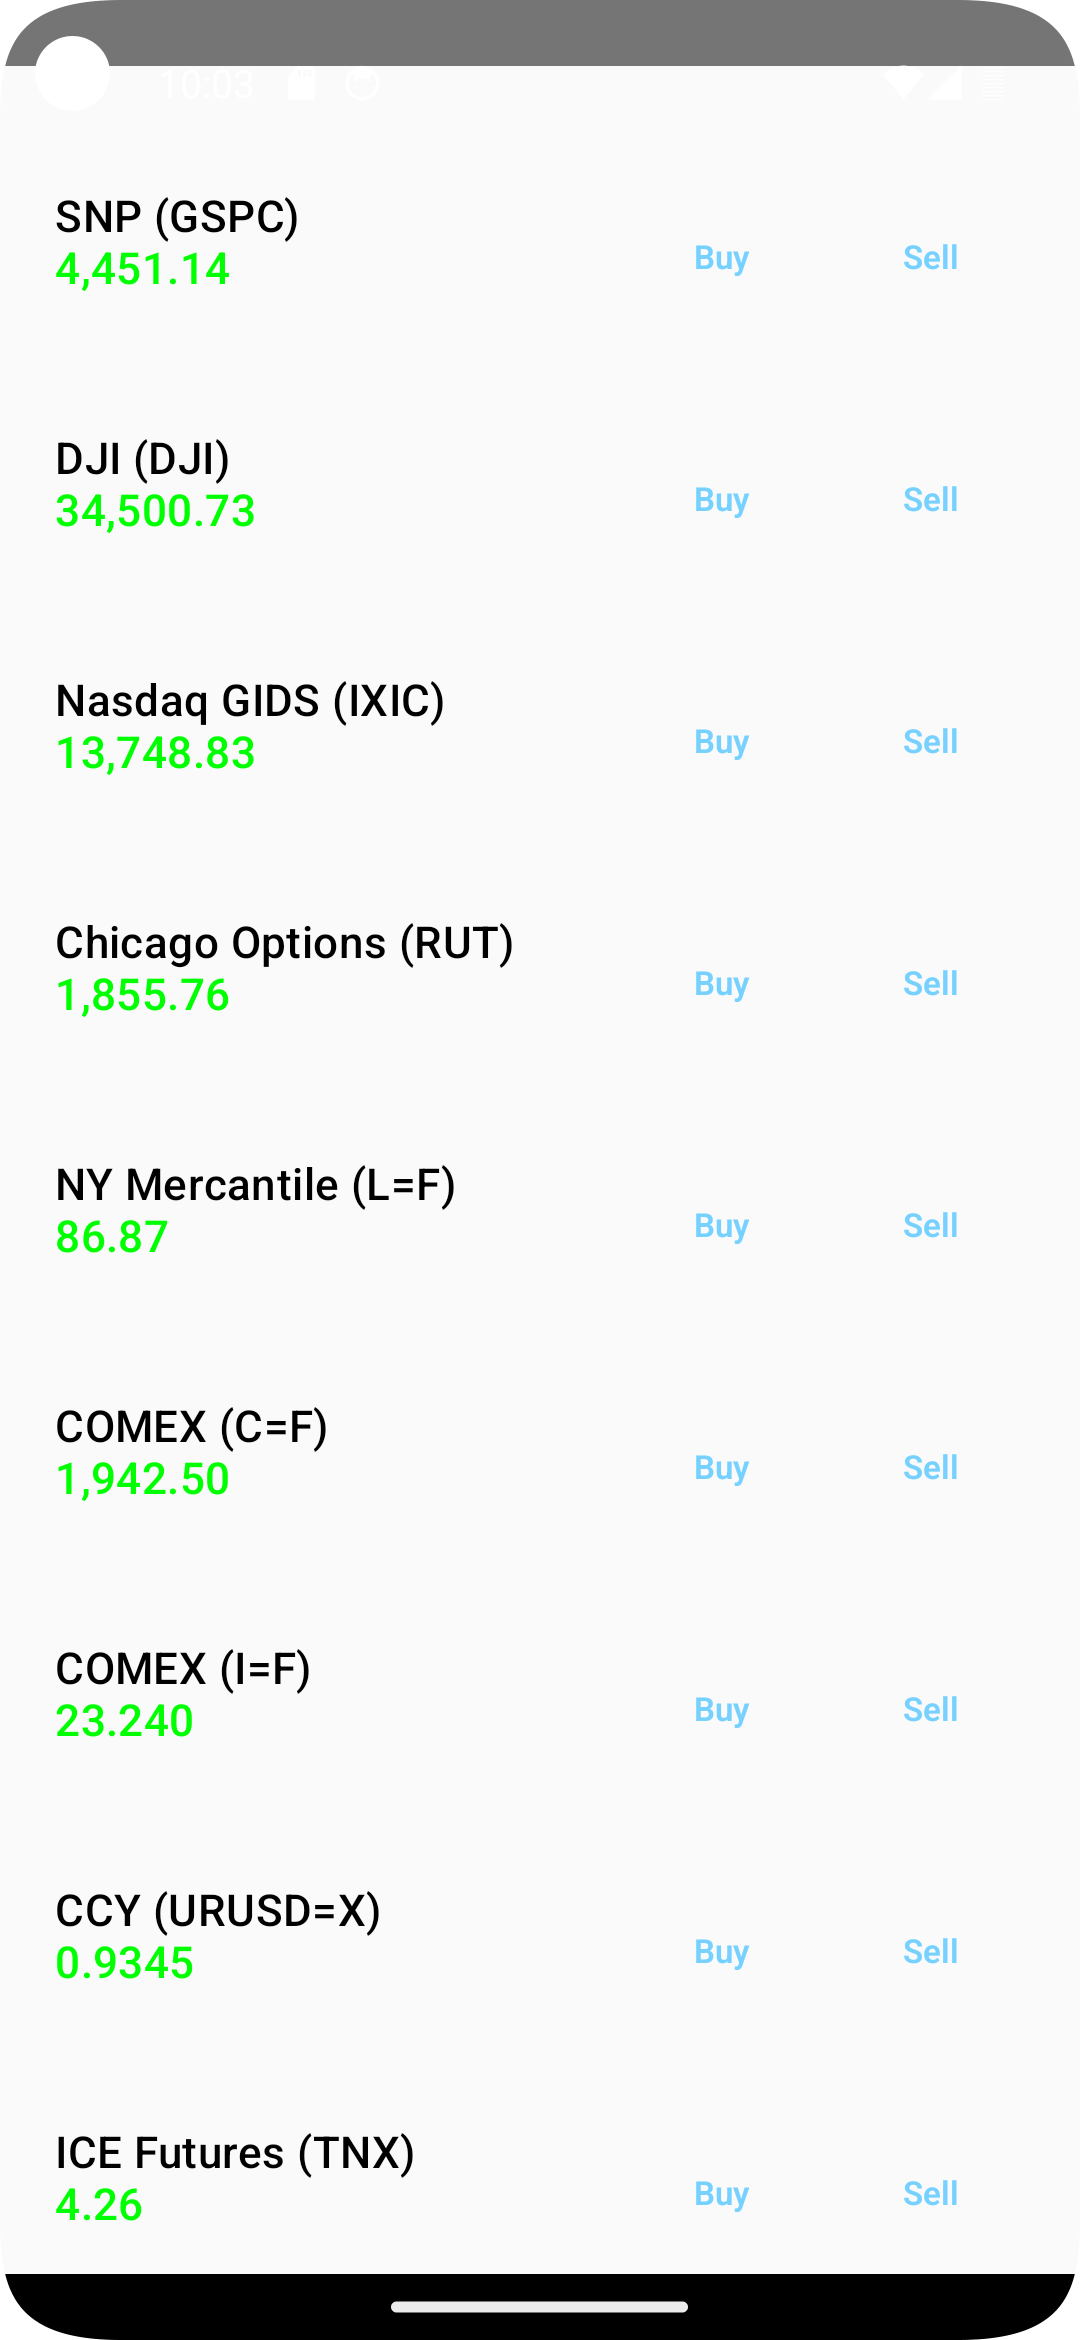 10:03
SNP (GSPC)
4,451.14
Buy
Sell
DJI (DJI)
34,500.73
Buy
Sell
Nasdaq GIDS (IXIC)
13,748.83
Buy
Sell
Chicago Options (RUT)
1,855.76
Buy
Sell
NY Mercantile (L=F)
86.87
Buy
Sell
COMEX (C=F)
1,942.50
Buy
Sell
COMEX (I=F)
23.240
Buy
Sell
CCY (URUSD=X)
0.9345
Buy
Sell
ICE Futures (TNX)
4.26
Buy
Sell